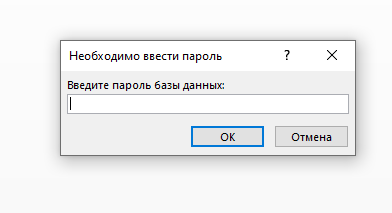 Необходимо ввести пароль ?
Введите пароль базы данных:
ОК Отмена